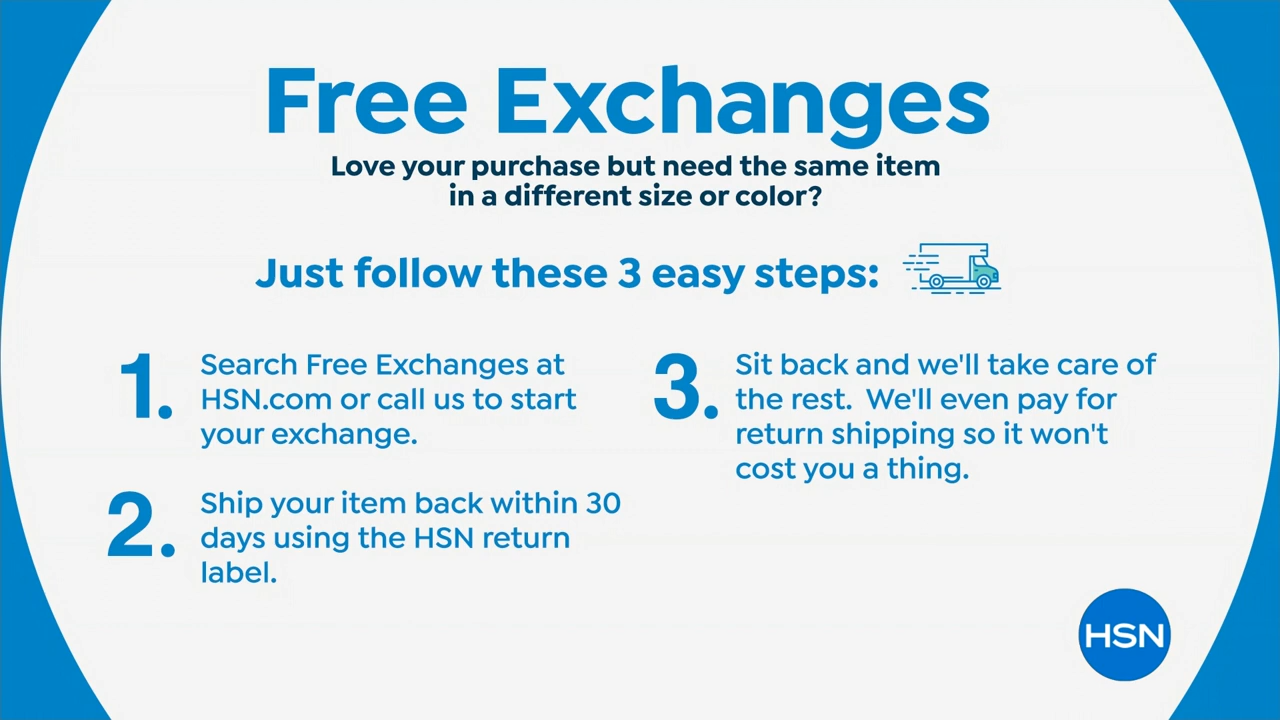 Free Exchanges
Love your purchase but need the same item
in a different size or color?
Just follow these 3 easy steps:
1.
Search Free Exchanges at
HSN.com or call us to start
your exchange.
2.
Ship your item back within 30
days using the HSN return
label.
3.
Sit back and we'll take care of
the rest.  We'll even pay for
return shipping so it won't
cost you a thing.
HSN